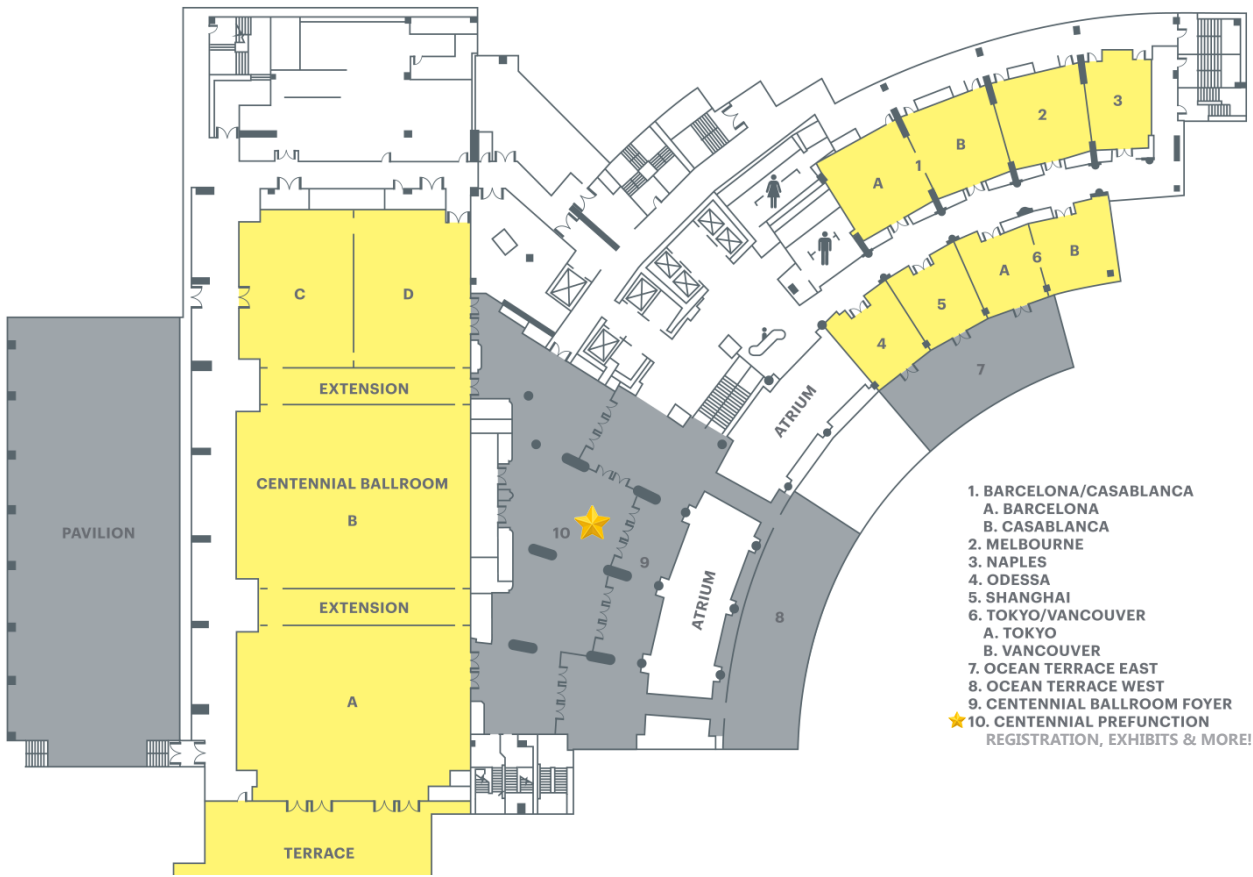 A
1
B
2
3
C
D
4
5
A
6
B
7
EXTENSION
ATRIUM
CENTENNIAL BALLROOM
B
PAVILION
10
9
ATRIUM
8
EXTENSION
A
TERRACE
1. BARCELONA/CASABLANCA
A. BARCELONA
B. CASABLANCA
2. MELBOURNE
3. NAPLES
4. ODESSA
5. SHANGHAI
6. TOKYO/VANCOUVER
A. TOKYO
B. VANCOUVER
7. OCEAN TERRACE EAST
8. OCEAN TERRACE WEST
9. CENTENNIAL BALLROOM FOYER
10. CENTENNIAL PREFUNCTION
REGISTRATION, EXHIBITS & MORE!